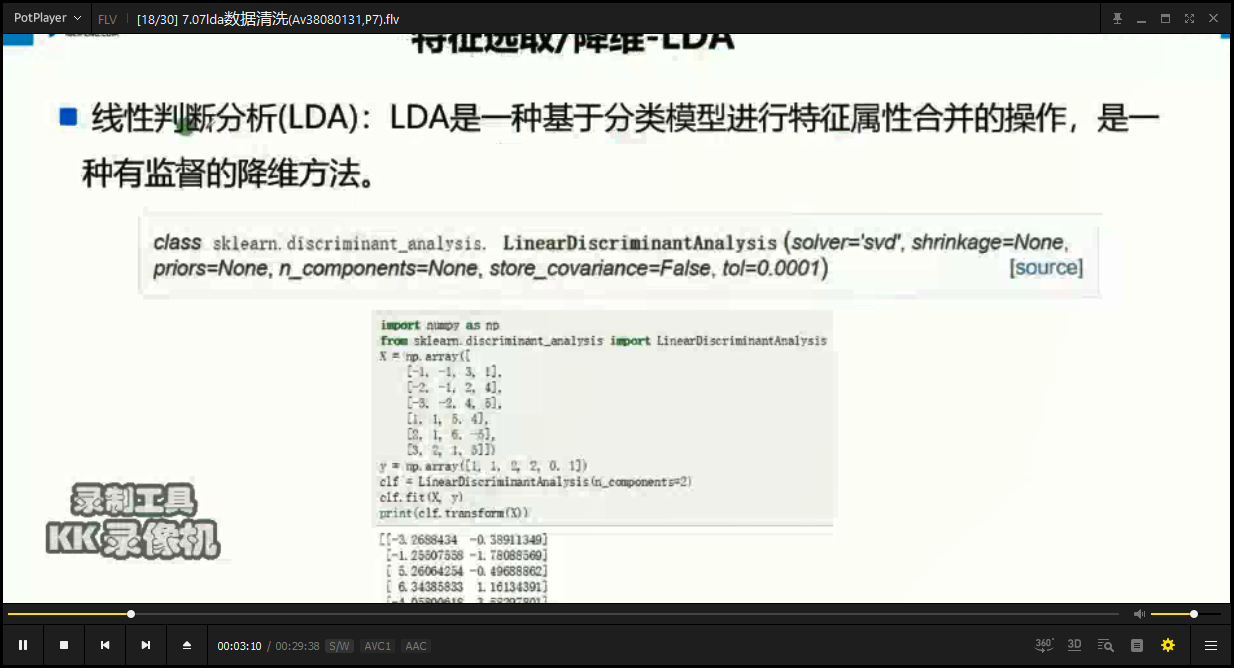 PotPlayer FLV [18/30] 7.07lda数据清洗(Av38080131,P7).flv
特征选取/降维-LDA
线性判断分析(LDA)：LDA是一种基于分类模型进行特征属性合并的操作，是一
种有监督的降维方法。
class sklearn.discriminant_analysis. LinearDiscriminantAnalysis (solver='svd', shrinkage=None,
priors=None, n_components=None, store_covariance=False, tol=0.0001)
[source]
import numpy as np
from sklearn.discriminant_analysis import LinearDiscriminantAnalysis
X = np.array([
[-1, -1, 3, 1],
[-2, -1, 2, 4],
[-3, -2, 4, 5],
[1, 1, 5, 4],
[2, 1, 6, -5],
[3, 2, 1, 5]])
y = np.array([1, 1, 2, 2, 0, 1])
clf = LinearDiscriminantAnalysis(n_components=2)
clf.fit(X, y)
print(clf.transform(X))
[[-3.2688434 -0.38911349]
[-1.25507558 -1.78088569]
[ 5.26064254 -0.49688862]
[ 6.34385833 1.16134391]
录制工具
KK录像机
00:03:10 / 00:29:38 S/W AVC1 AAC
360° 3D